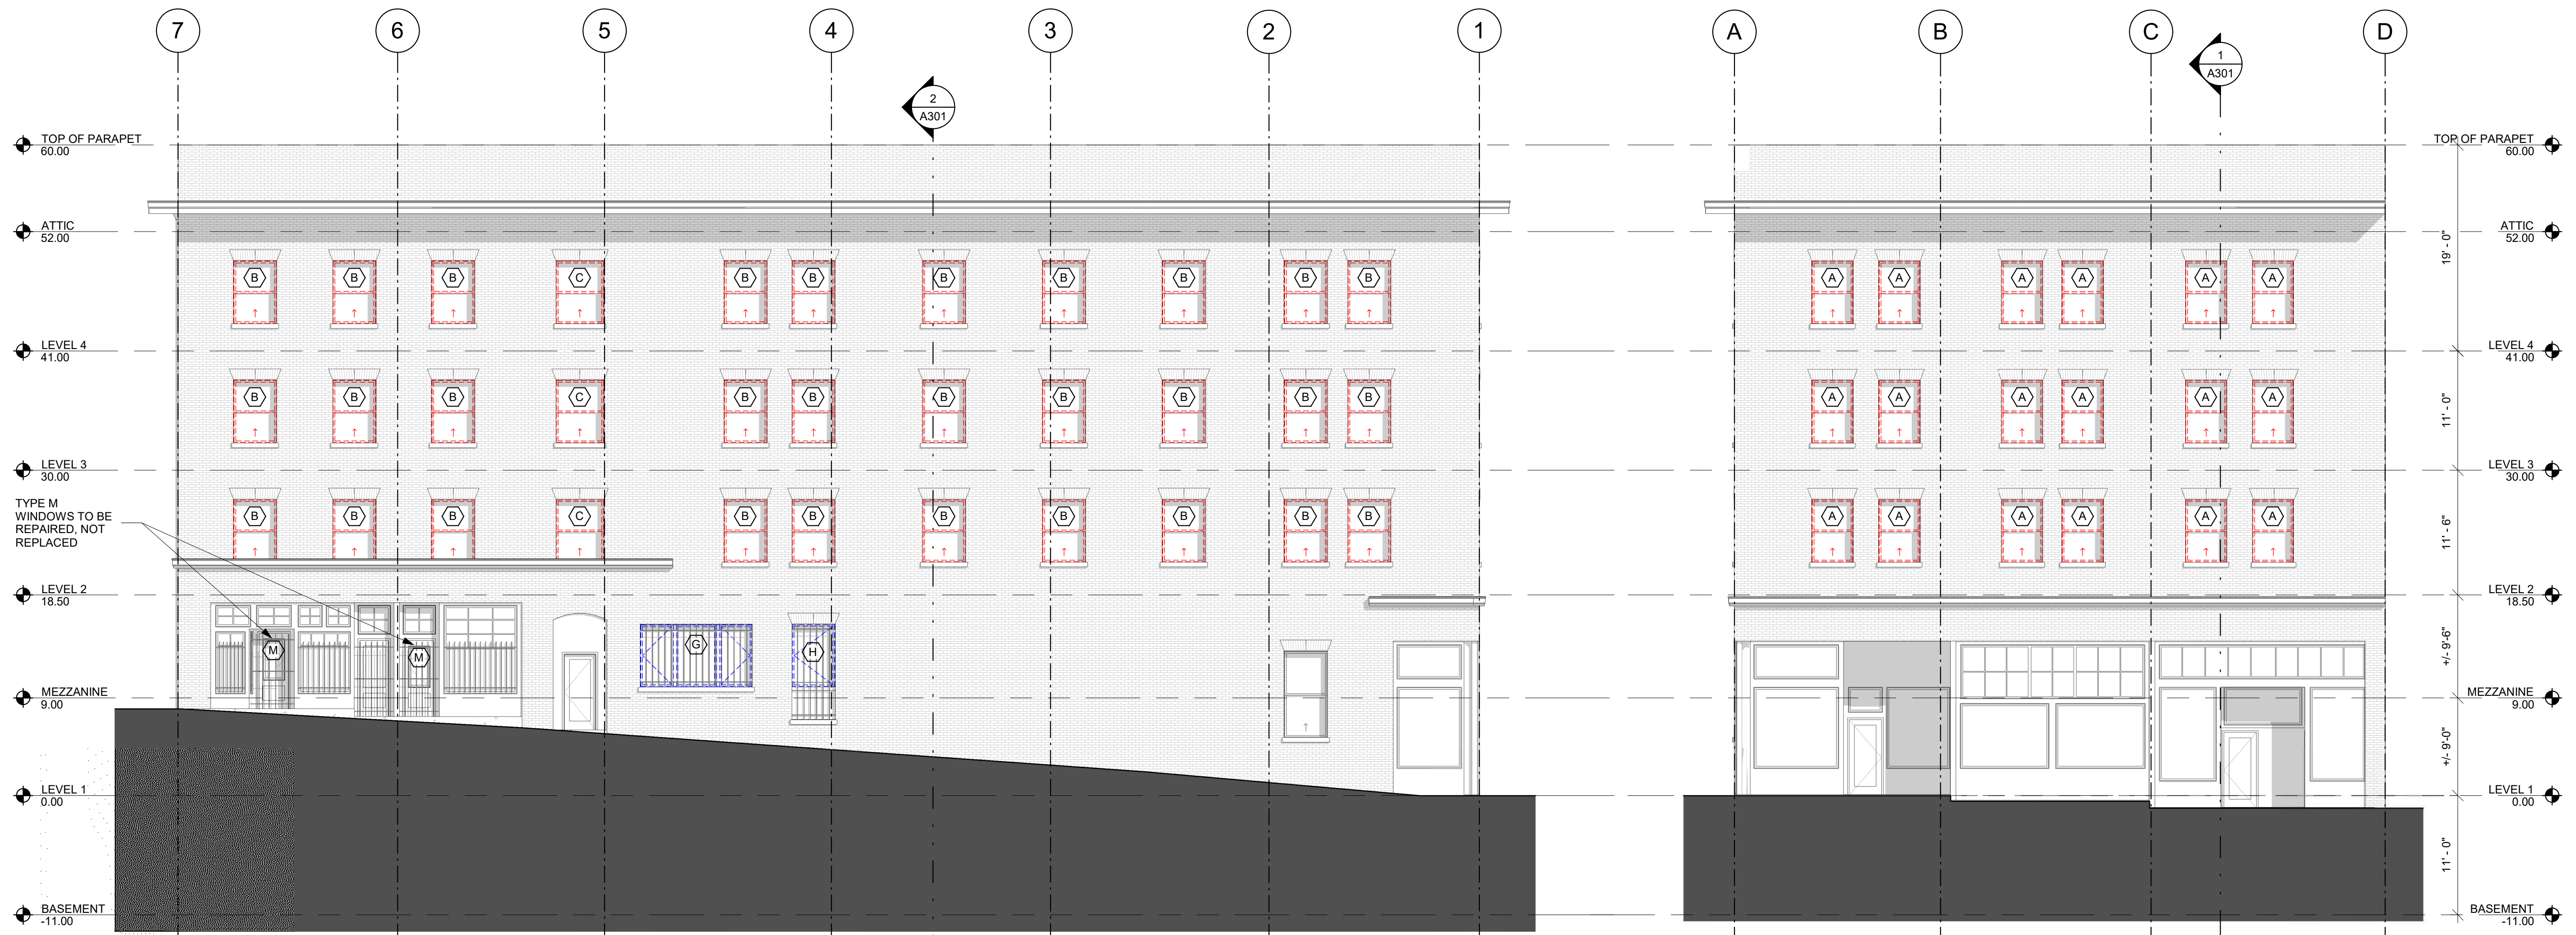 7 6 5 4 3 2 1 A B C D
2
A301
1
A301
TOP OF PARAPET
60.00
TOP OF PARAPET
60.00
ATTIC
52.00
ATTIC
52.00
19' - 0"
B B B C B B B B B B B A A A A A A
LEVEL 4
41.00
LEVEL 4
41.00
11' - 0"
B B B C B B B B B B B A A A A A A
LEVEL 3
30.00
LEVEL 3
30.00
TYPE M
WINDOWS TO BE
REPAIRED, NOT
REPLACED
11' - 6"
B B B C B B B B B B B A A A A A A
LEVEL 2
18.50
LEVEL 2
18.50
+/- 9'-6"
M M G H
MEZZANINE
9.00
MEZZANINE
9.00
+/- 9'-0"
LEVEL 1
0.00
LEVEL 1
0.00
11' - 0"
BASEMENT
-11.00
BASEMENT
-11.00